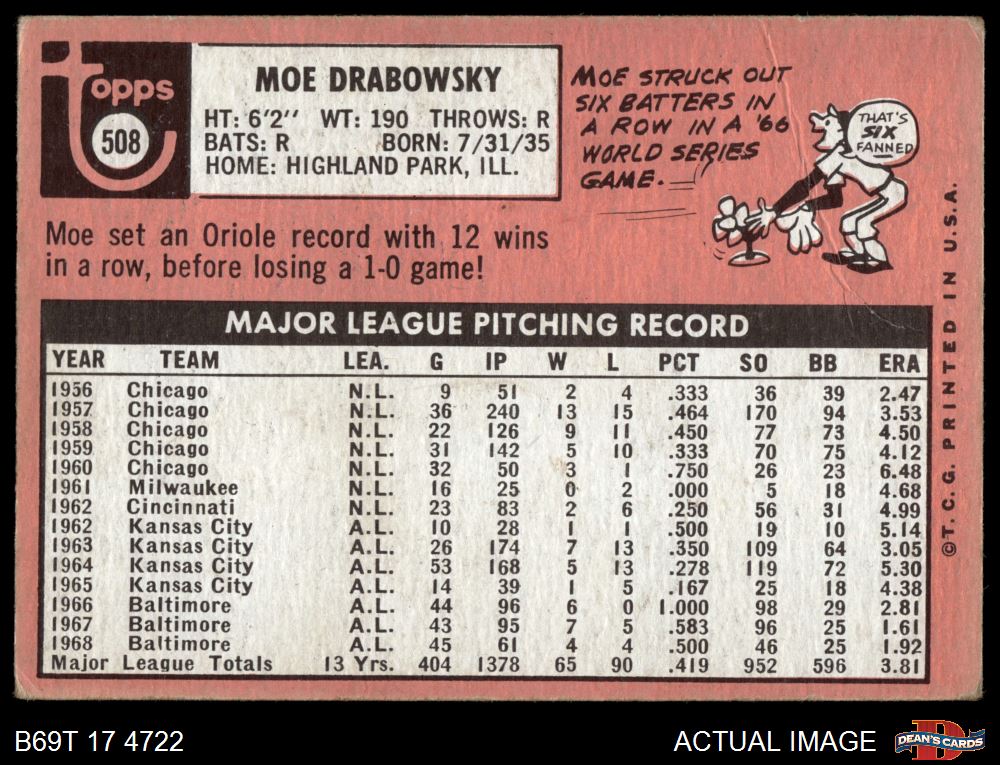 topps
508
MOE DRABOWSKY
HT: 6'2" WT: 190 THROWS: R
BATS: R BORN: 7/31/35
HOME: HIGHLAND PARK, ILL.
MOE STRUCK OUT
SIX BATTERS IN
A ROW IN A '66
WORLD SERIES
GAME.
THAT'S
SIX
FANNED
Moe set an Oriole record with 12 wins
in a row, before losing a 1-0 game!
MAJOR LEAGUE PITCHING RECORD
YEAR TEAM LEA. G IP W L PCT SO BB ERA
1956 Chicago N.L. 9 51 2 4 .333 36 39 2.47
1957 Chicago N.L. 36 240 13 15 .464 170 94 3.53
1958 Chicago N.L. 22 126 9 11 .450 77 73 4.50
1959 Chicago N.L. 31 142 5 10 .333 70 75 4.12
1960 Chicago N.L. 32 50 3 1 .750 26 23 6.48
1961 Milwaukee N.L. 16 25 0 2 .000 5 18 4.68
1962 Cincinnati N.L. 23 83 2 6 .250 56 31 4.99
1962 Kansas City A.L. 10 28 1 1 .500 19 10 5.14
1963 Kansas City A.L. 26 174 7 13 .350 109 64 3.05
1964 Kansas City A.L. 53 168 5 13 .278 119 72 5.30
1965 Kansas City A.L. 14 39 1 5 .167 25 18 4.38
1966 Baltimore A.L. 44 96 6 0 1.000 98 29 2.81
1967 Baltimore A.L. 43 95 7 5 .583 96 25 1.61
1968 Baltimore A.L. 45 61 4 4 .500 46 25 1.92
Major League Totals 13 Yrs. 404 1378 65 90 .419 952 596 3.81
©T.C.G. PRINTED IN U.S.A.
B69T 17 4722
ACTUAL IMAGE
DEAN'S CARDS